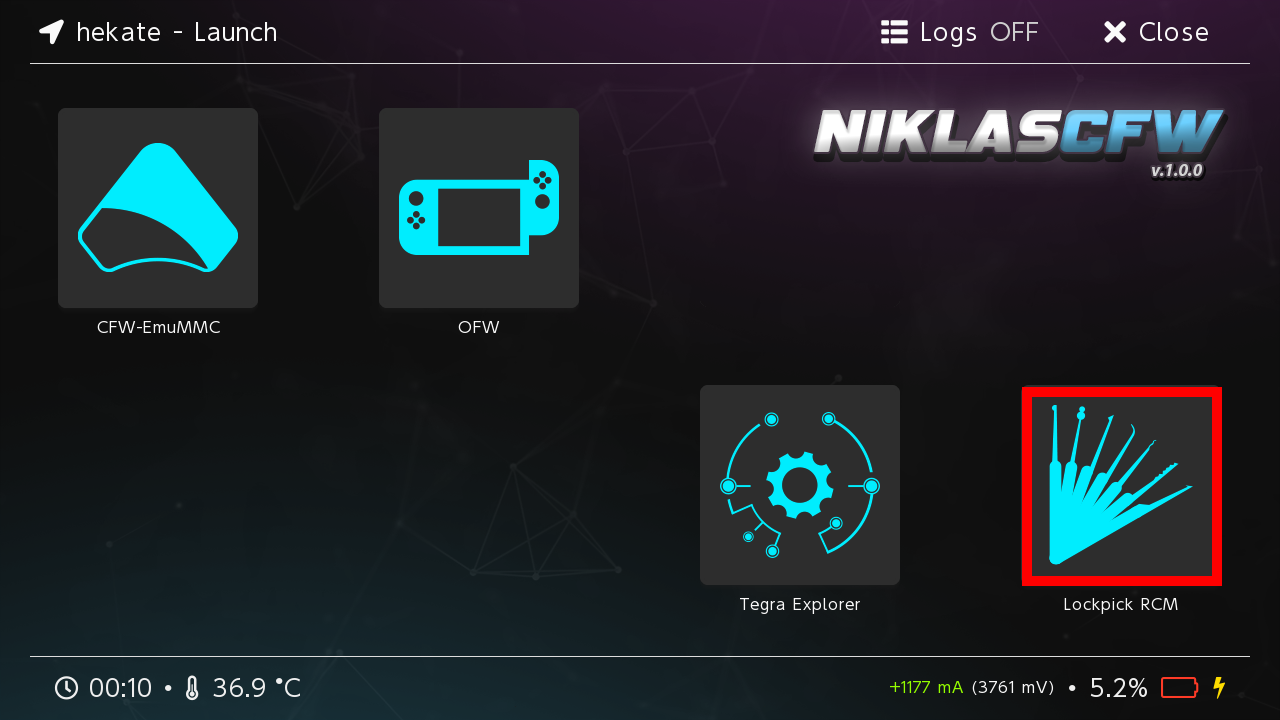 hekate - Launch
Logs OFF
Close
NIKLASCFW
v.1.0.0
CFW-EmuMMC
OFW
Tegra Explorer
Lockpick RCM
00:10 • 36.9 °C
+1177 mA (3761 mV) • 5.2%